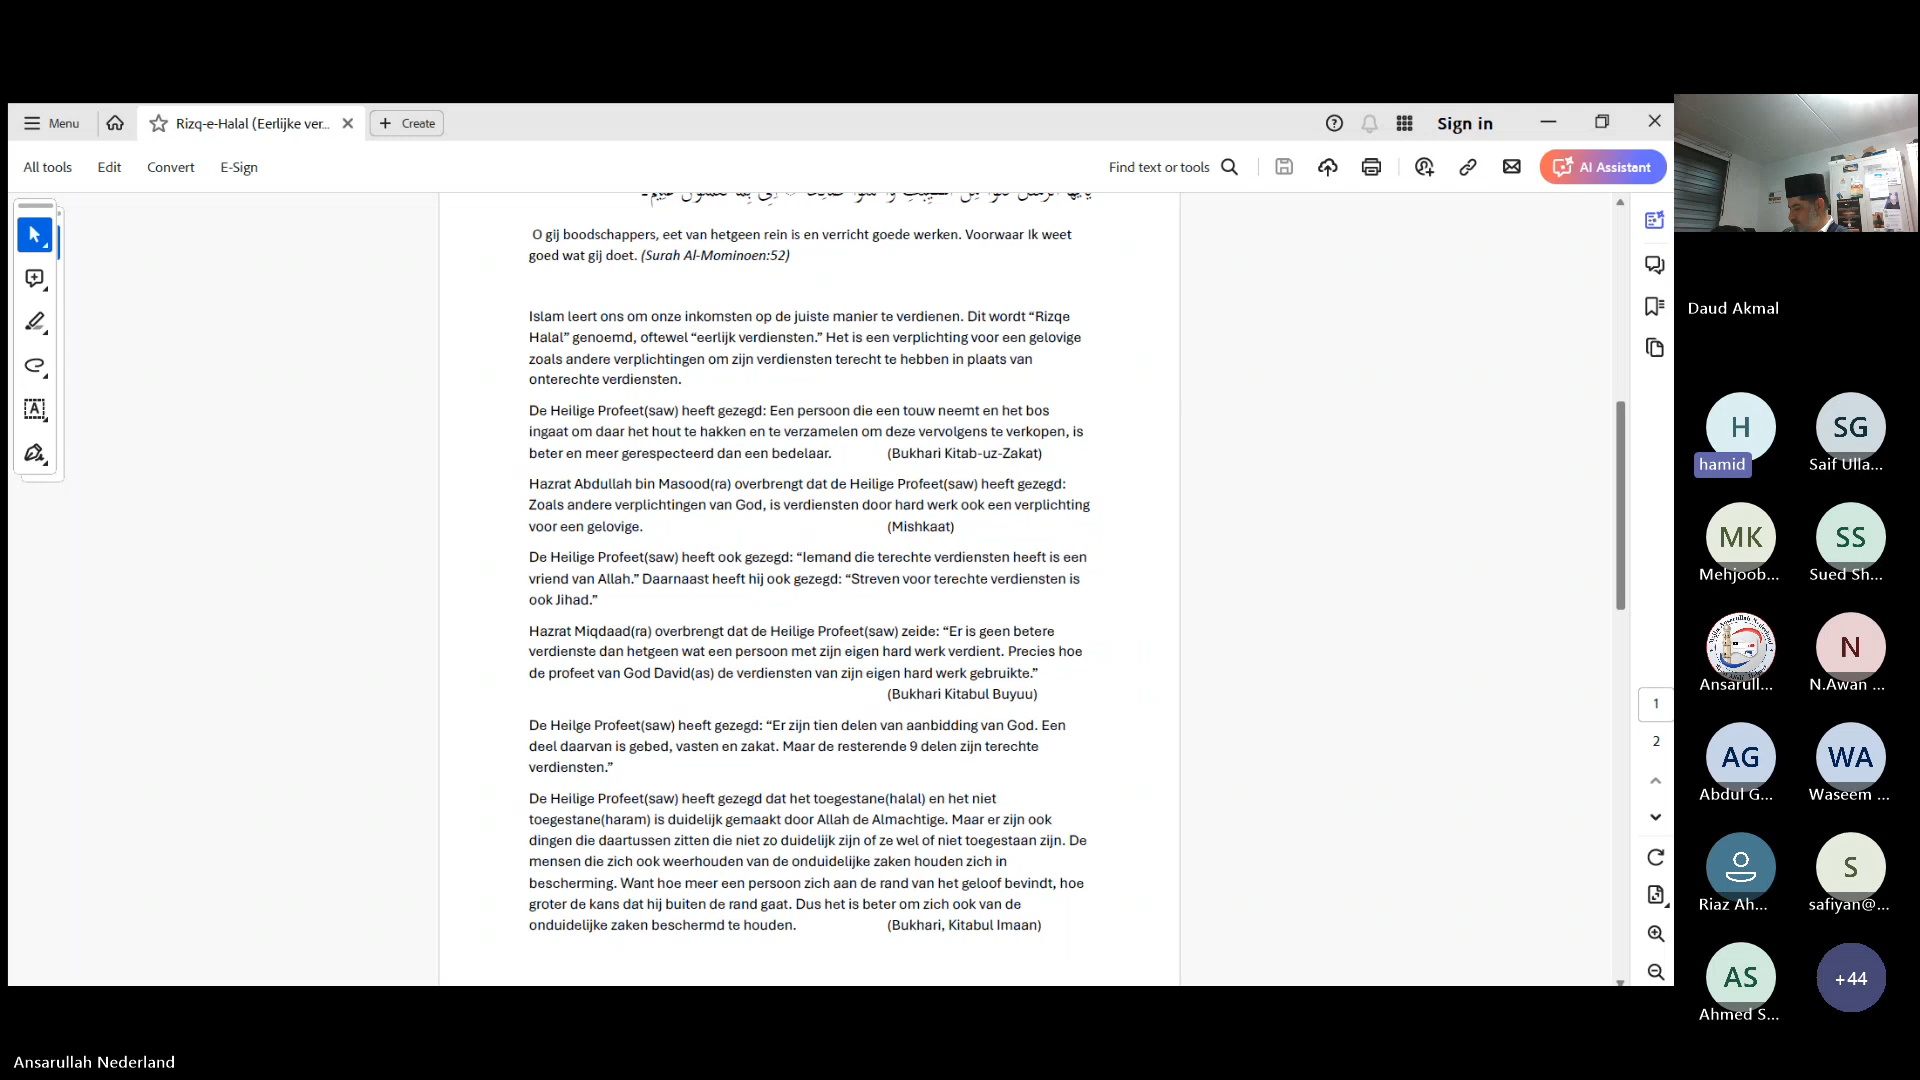 Menu
Rizq-e-Halal (Eerlijke ver...
Create
Sign in
All tools
Edit
Convert
E-Sign
Find text or tools
AI Assistant
O gij boodschappers, eet van hetgeen rein is en verricht goede werken. Voorwaar Ik weet
goed wat gij doet. (Surah Al-Mominoen:52)
Islam leert ons om onze inkomsten op de juiste manier te verdienen. Dit wordt “Rizqe
Halal” genoemd, oftewel “eerlijk verdiensten.” Het is een verplichting voor een gelovige
zoals andere verplichtingen om zijn verdiensten terecht te hebben in plaats van
onterechte verdiensten.
De Heilige Profeet(saw) heeft gezegd: Een persoon die een touw neemt en het bos
ingaat om daar het hout te hakken en te verzamelen om deze vervolgens te verkopen, is
beter en meer gerespecteerd dan een bedelaar. (Bukhari Kitab-uz-Zakat)
Hazrat Abdullah bin Masood(ra) overbrengt dat de Heilige Profeet(saw) heeft gezegd:
Zoals andere verplichtingen van God, is verdiensten door hard werk ook een verplichting
voor een gelovige. (Mishkaat)
De Heilige Profeet(saw) heeft ook gezegd: “Iemand die terechte verdiensten heeft is een
vriend van Allah.” Daarnaast heeft hij ook gezegd: “Streven voor terechte verdiensten is
ook Jihad.”
Hazrat Miqdaad(ra) overbrengt dat de Heilige Profeet(saw) zeide: “Er is geen betere
verdienste dan hetgeen wat een persoon met zijn eigen hard werk verdient. Precies hoe
de profeet van God David(as) de verdiensten van zijn eigen hard werk gebruikte.”
(Bukhari Kitabul Buyuu)
De Heilge Profeet(saw) heeft gezegd: “Er zijn tien delen van aanbidding van God. Een
deel daarvan is gebed, vasten en zakat. Maar de resterende 9 delen zijn terechte
verdiensten.”
De Heilige Profeet(saw) heeft gezegd dat het toegestane(halal) en het niet
toegestane(haram) is duidelijk gemaakt door Allah de Almachtige. Maar er zijn ook
dingen die daartussen zitten die niet zo duidelijk zijn of ze wel of niet toegestaan zijn. De
mensen die zich ook weerhouden van de onduidelijke zaken houden zich in
bescherming. Want hoe meer een persoon zich aan de rand van het geloof bevindt, hoe
groter de kans dat hij buiten de rand gaat. Dus het is beter om zich ook van de
onduidelijke zaken beschermd te houden. (Bukhari, Kitabul Imaan)
1
2
Daud Akmal
H
hamid
SG
Saif Ulla...
MK
Mehjoob...
SS
Sued Sh...
Ansarull...
N
N.Awan ...
AG
Abdul G...
WA
Waseem ...
Riaz Ah...
S
safiyan@...
AS
Ahmed S...
+44
Ansarullah Nederland